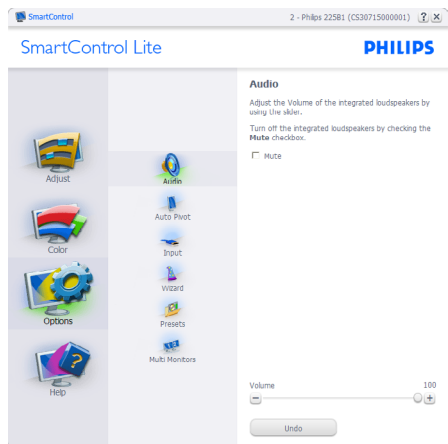 SmartControl
2 - Philips 225B1 (CS30715000001)
SmartControl Lite
PHILIPS
Adjust
Color
Options
Help
Audio
Auto Pivot
Input
Wizard
Presets
Multi Monitors
Audio
Adjust the Volume of the integrated loudspeakers by
using the slider.
Turn off the integrated loudspeakers by checking the
Mute checkbox.
Mute
Volume 100
Undo